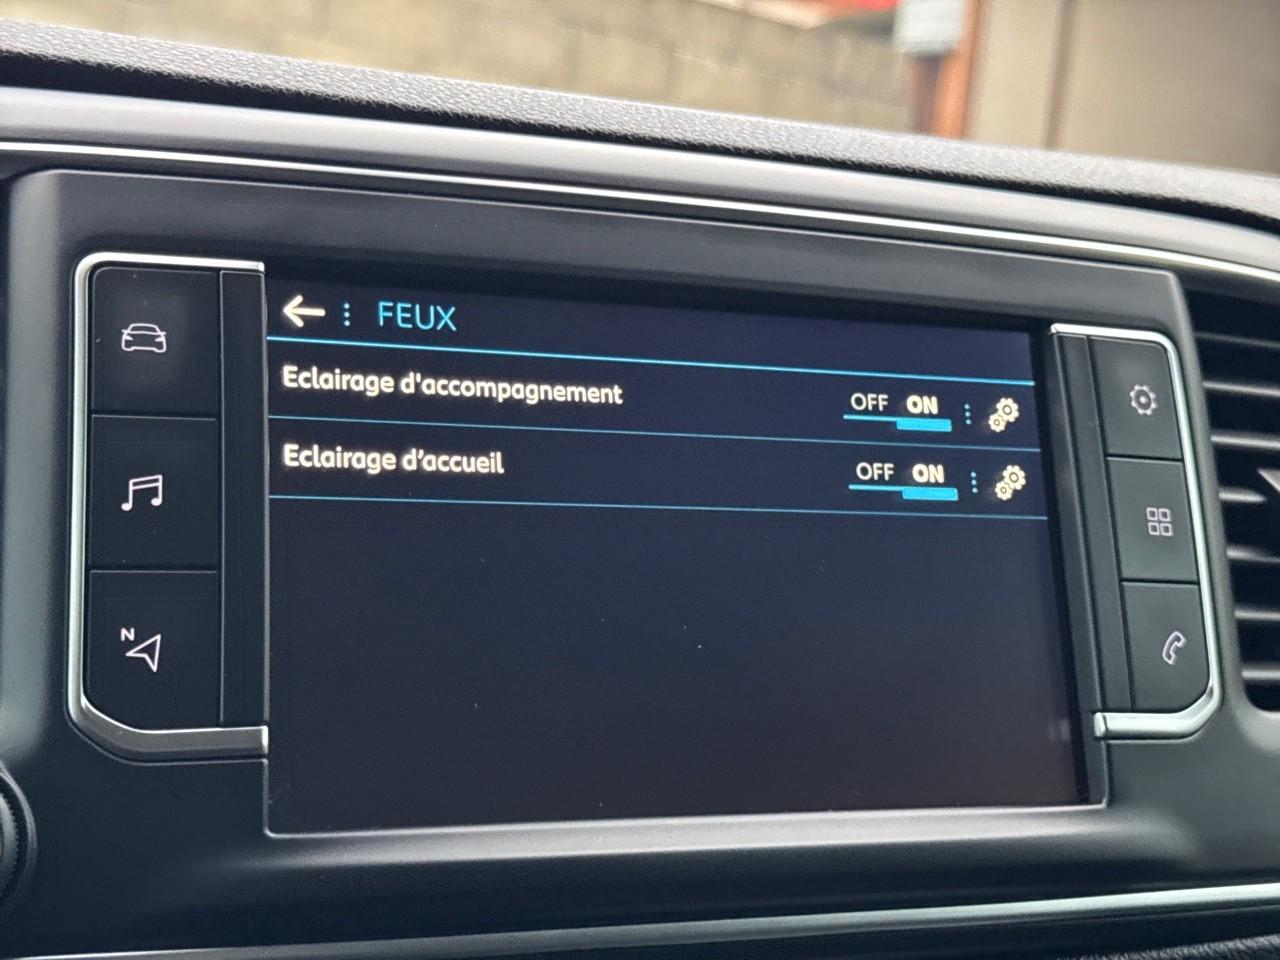 FEUX
Eclairage d'accompagnement OFF ON
Eclairage d'accueil OFF ON
N